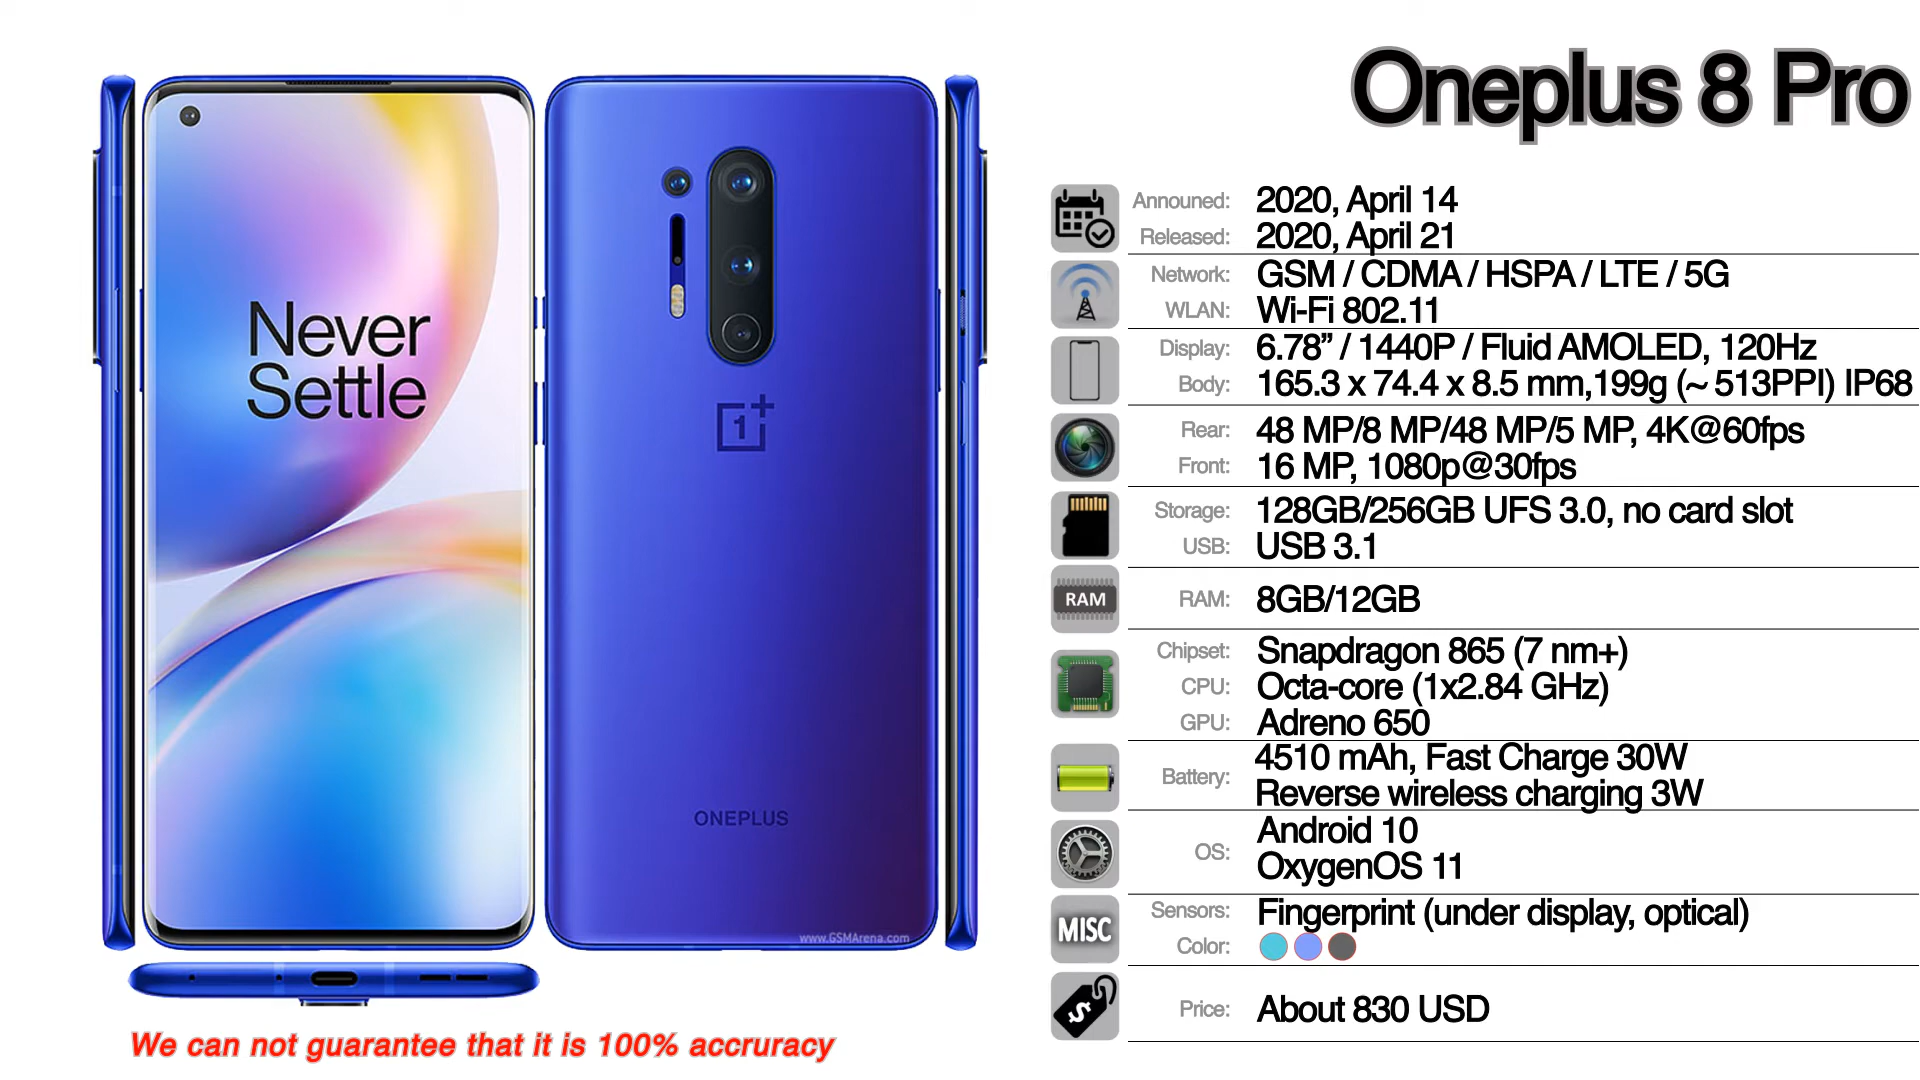 Oneplus 8 Pro
Never
Settle
1+
ONEPLUS
www.GSMArena.com
We can not guarantee that it is 100% accruracy
Announed: 2020, April 14
Released: 2020, April 21
Network: GSM / CDMA / HSPA / LTE / 5G
WLAN: Wi-Fi 802.11
Display: 6.78” / 1440P / Fluid AMOLED, 120Hz
Body: 165.3 x 74.4 x 8.5 mm,199g (~ 513PPI) IP68
Rear: 48 MP/8 MP/48 MP/5 MP, 4K@60fps
Front: 16 MP, 1080p@30fps
Storage: 128GB/256GB UFS 3.0, no card slot
USB: USB 3.1
RAM
RAM: 8GB/12GB
Chipset: Snapdragon 865 (7 nm+)
CPU: Octa-core (1x2.84 GHz)
GPU: Adreno 650
Battery: 4510 mAh, Fast Charge 30W
Reverse wireless charging 3W
OS: Android 10
OxygenOS 11
MISC
Sensors: Fingerprint (under display, optical)
Color:
$
Price: About 830 USD